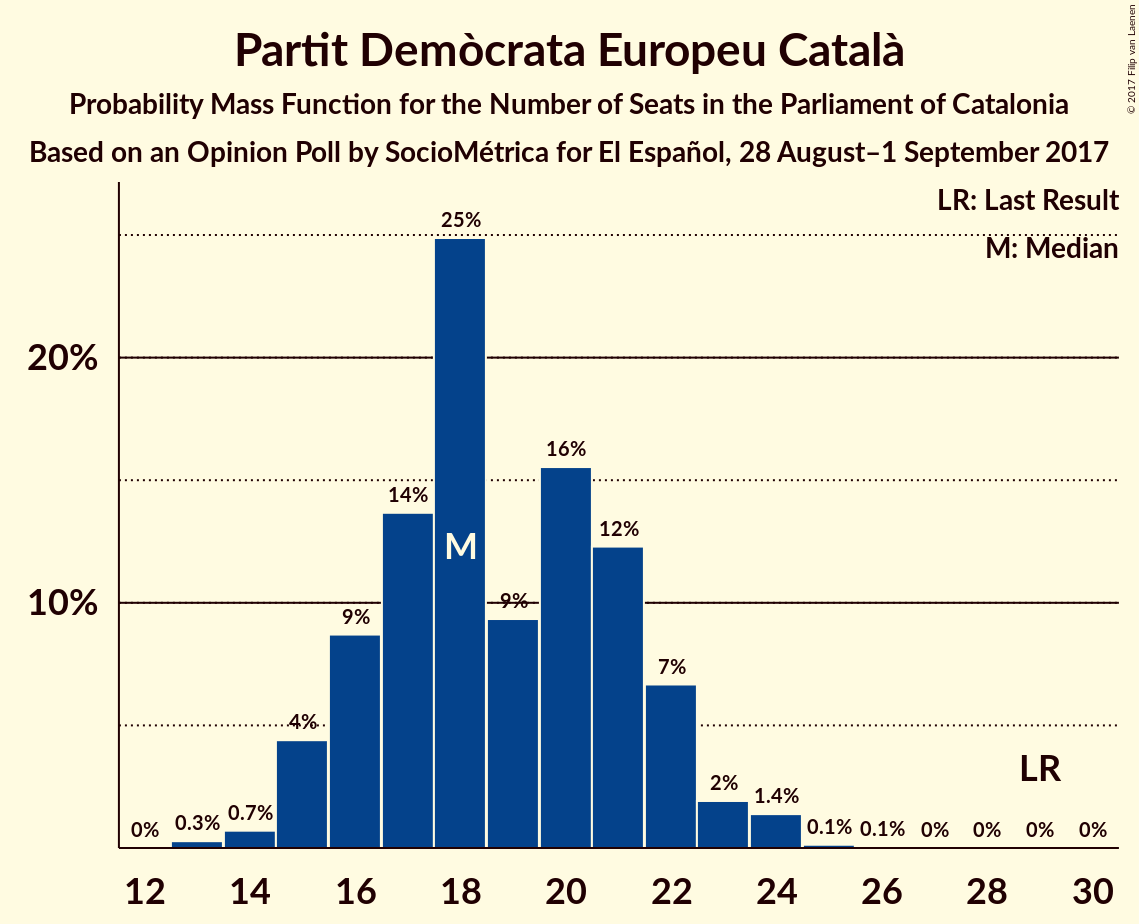 Partit Demòcrata Europeu Català
Probability Mass Function for the Number of Seats in the Parliament of Catalonia
Based on an Opinion Poll by SocioMétrica for El Español, 28 August–1 September 2017
© 2017 Filip van Laenen
LR: Last Result
M: Median
25%
20%
16%
14%
M
12%
10%
9%
9%
7%
4%
LR
2%
1.4%
0%
0.3%
0.7%
0.1%
0.1%
0%
0%
0%
0%
12 14 16 18 20 22 24 26 28 30